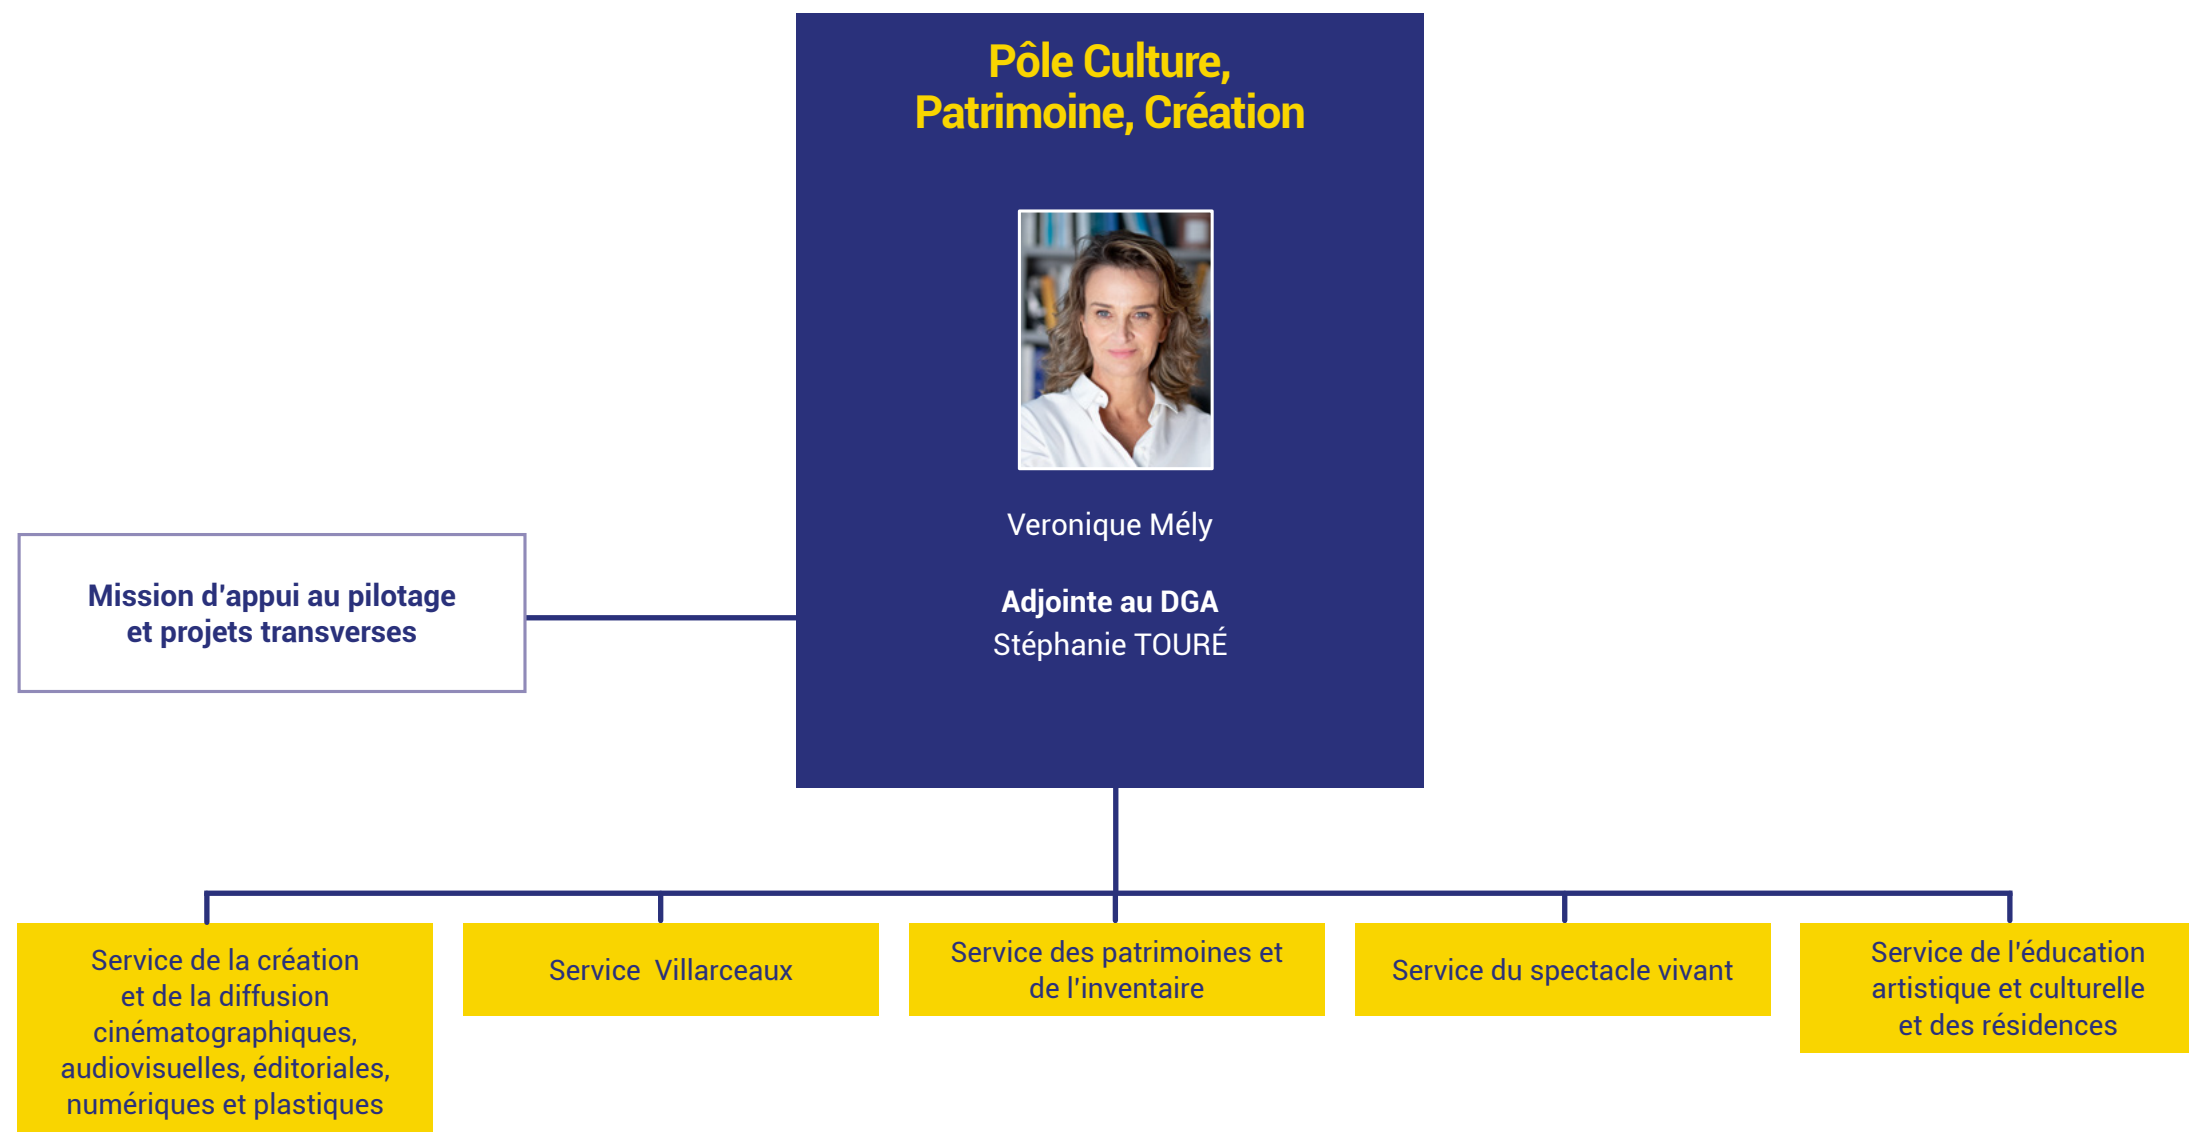 Pôle Culture,
Patrimoine, Création
Veronique Mély
Adjointe au DGA
Stéphanie TOURÉ
Mission d'appui au pilotage
et projets transverses
Service de la création
et de la diffusion
cinématographiques,
audiovisuelles, éditoriales,
numériques et plastiques
Service  Villarceaux
Service des patrimoines et
de l'inventaire
Service du spectacle vivant
Service de l'éducation
artistique et culturelle
et des résidences